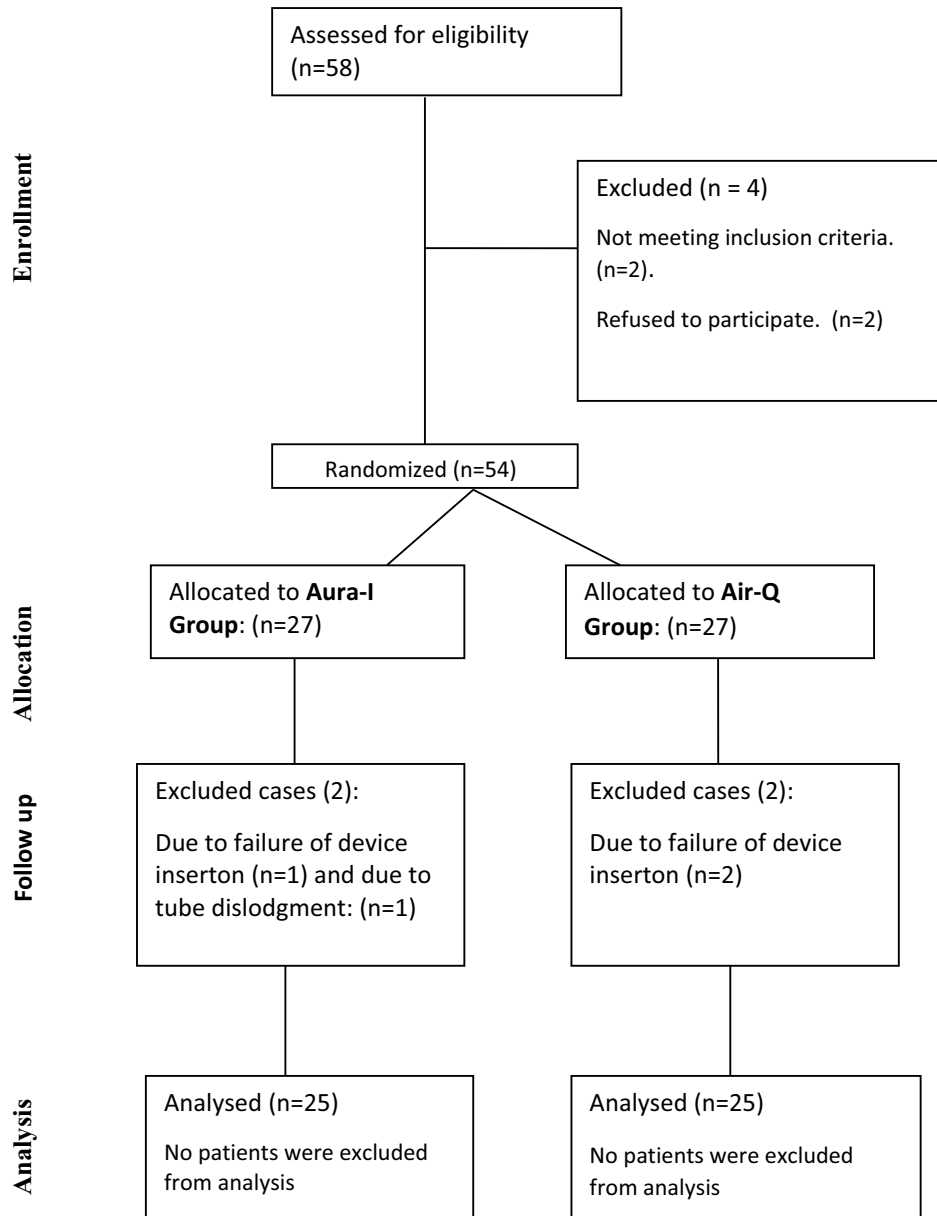 Assessed for eligibility
(n=58)
Enrollment
Excluded (n = 4)
Not meeting inclusion criteria.
(n=2).
Refused to participate.  (n=2)
Randomized (n=54)
Allocation
Allocated to Aura-I
Group: (n=27)
Allocated to Air-Q
Group: (n=27)
Follow up
Excluded cases (2):
Due to failure of device
inserton (n=1) and due to
tube dislodgment: (n=1)
Excluded cases (2):
Due to failure of device
inserton (n=2)
Analysis
Analysed (n=25)
No patients were excluded
from analysis
Analysed (n=25)
No patients were excluded
from analysis